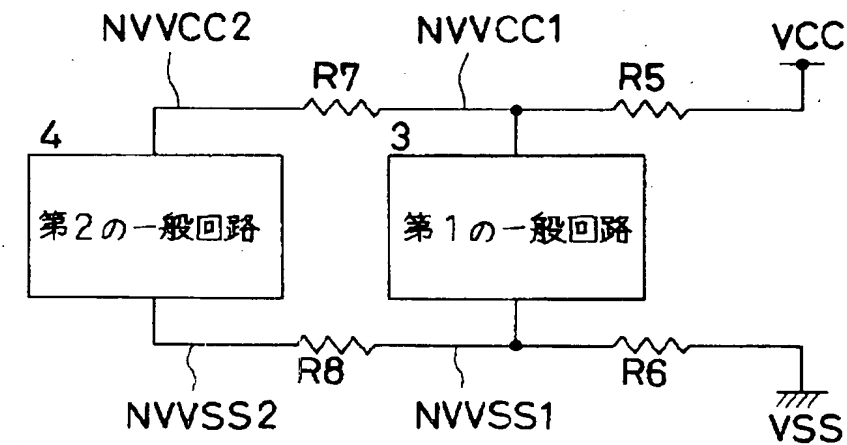 NVVCC2
NVVCC1
VCC
R7
R5
4
3
第2の一般回路
第1の一般回路
R8
R6
NVVSS2
NVVSS1
VSS